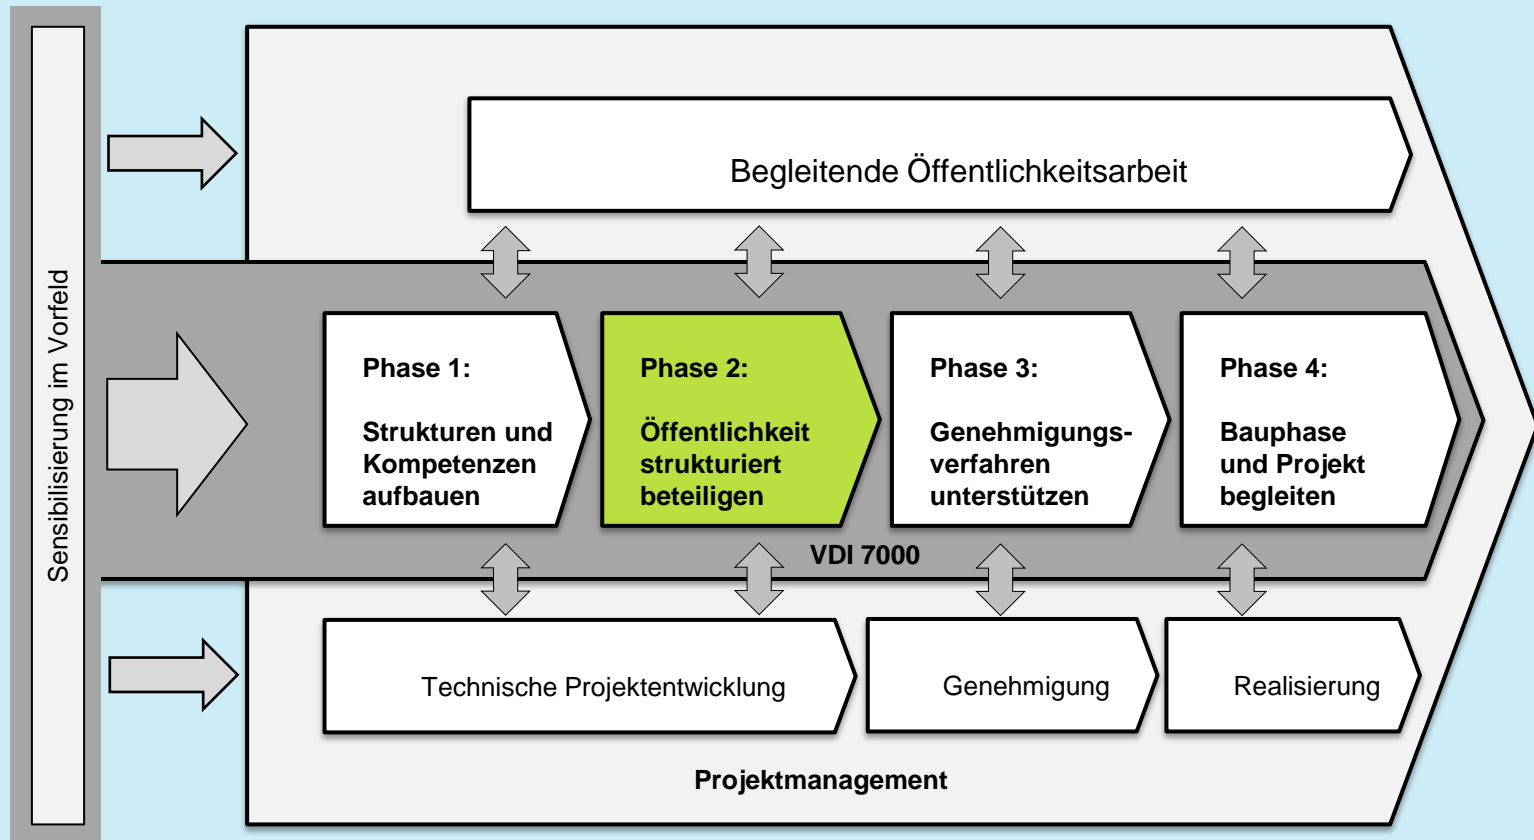 Sensibilisierung im Vorfeld
Begleitende Öffentlichkeitsarbeit
Phase 1:
Strukturen und
Kompetenzen
aufbauen
Phase 2:
Öffentlichkeit
strukturiert
beteiligen
Phase 3:
Genehmigungs-
verfahren
unterstützen
Phase 4:
Bauphase
und Projekt
begleiten
VDI 7000
Technische Projektentwicklung
Genehmigung
Realisierung
Projektmanagement